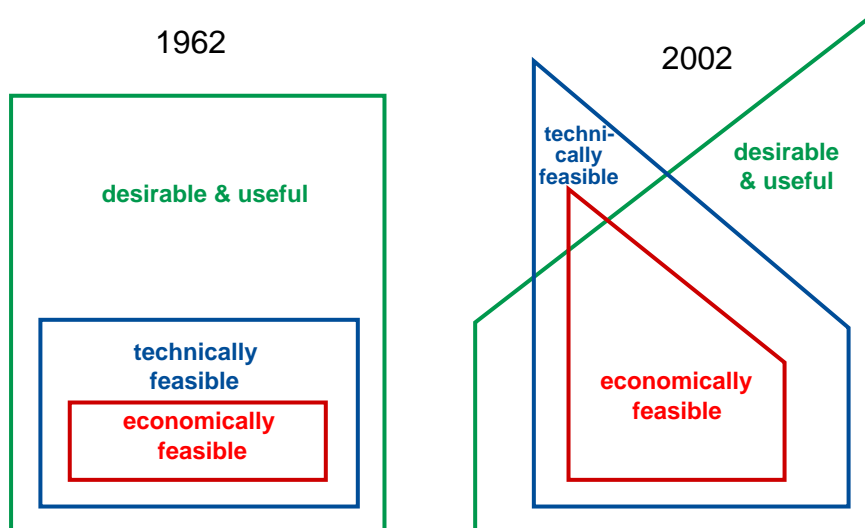 1962
desirable & useful
technically
feasible
economically
feasible
2002
techni-
cally
feasible
desirable
& useful
economically
feasible